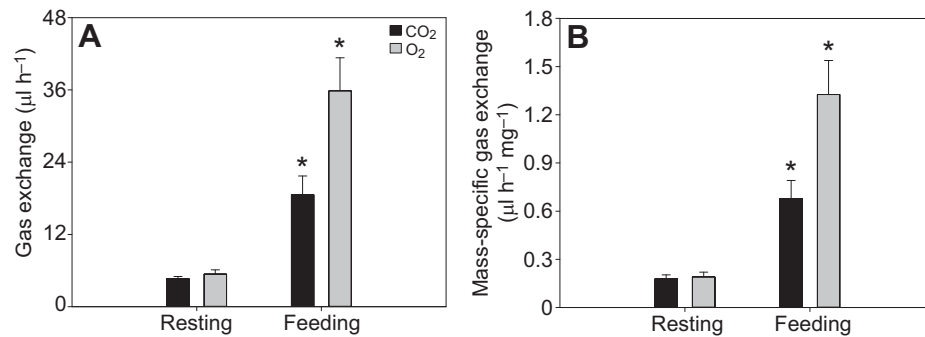 A
CO₂
O₂
Gas exchange (μl h⁻¹)
48
36
24
12
0
*
*
Resting
Feeding
B
Mass-specific gas exchange
(μl h⁻¹ mg⁻¹)
1.8
1.5
1.2
0.9
0.6
0.3
0
*
*
Resting
Feeding